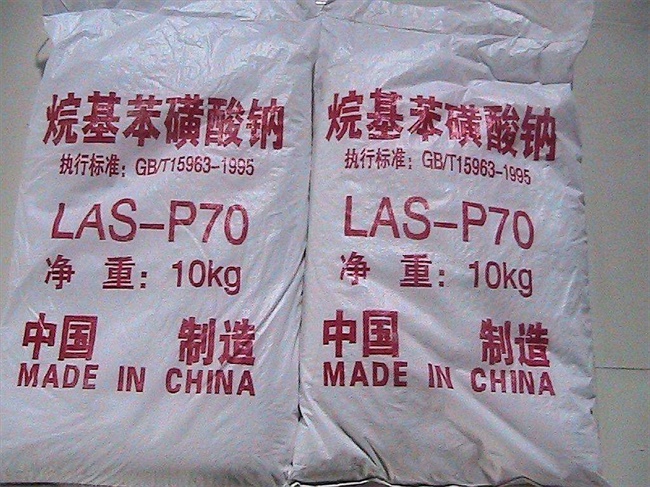 烷基苯磺酸钠
执行标准：GB/T15963-1995
LAS-P70
净 重：10kg
中国 制造
MADE IN CHINA
烷基苯磺酸钠
执行标准：GB/T15963-1995
LAS-P70
净 重：10kg
中国 制造
MADE IN CHINA